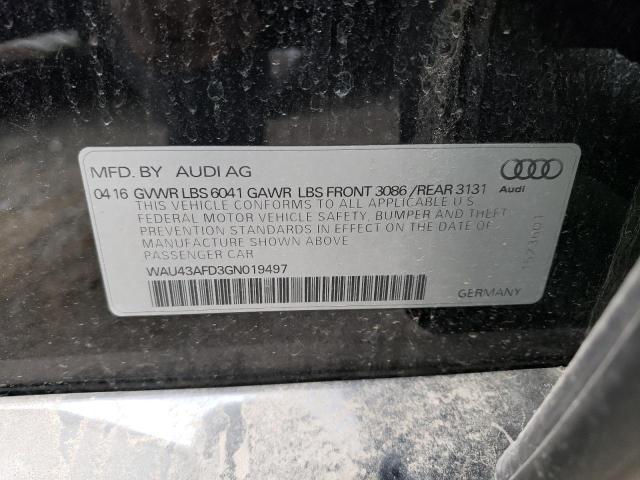 MFD. BY AUDI AG
04 16 GVWR LBS 6041 GAWR LBS FRONT 3086 /REAR 3131
THIS VEHICLE CONFORMS TO ALL APPLICABLE U.S.
FEDERAL MOTOR VEHICLE SAFETY, BUMPER AND THEFT
PREVENTION STANDARDS IN EFFECT ON THE DATE OF
MANUFACTURE SHOWN ABOVE
PASSENGER CAR
WAU43AFD3GN019497
Audi
GERMANY